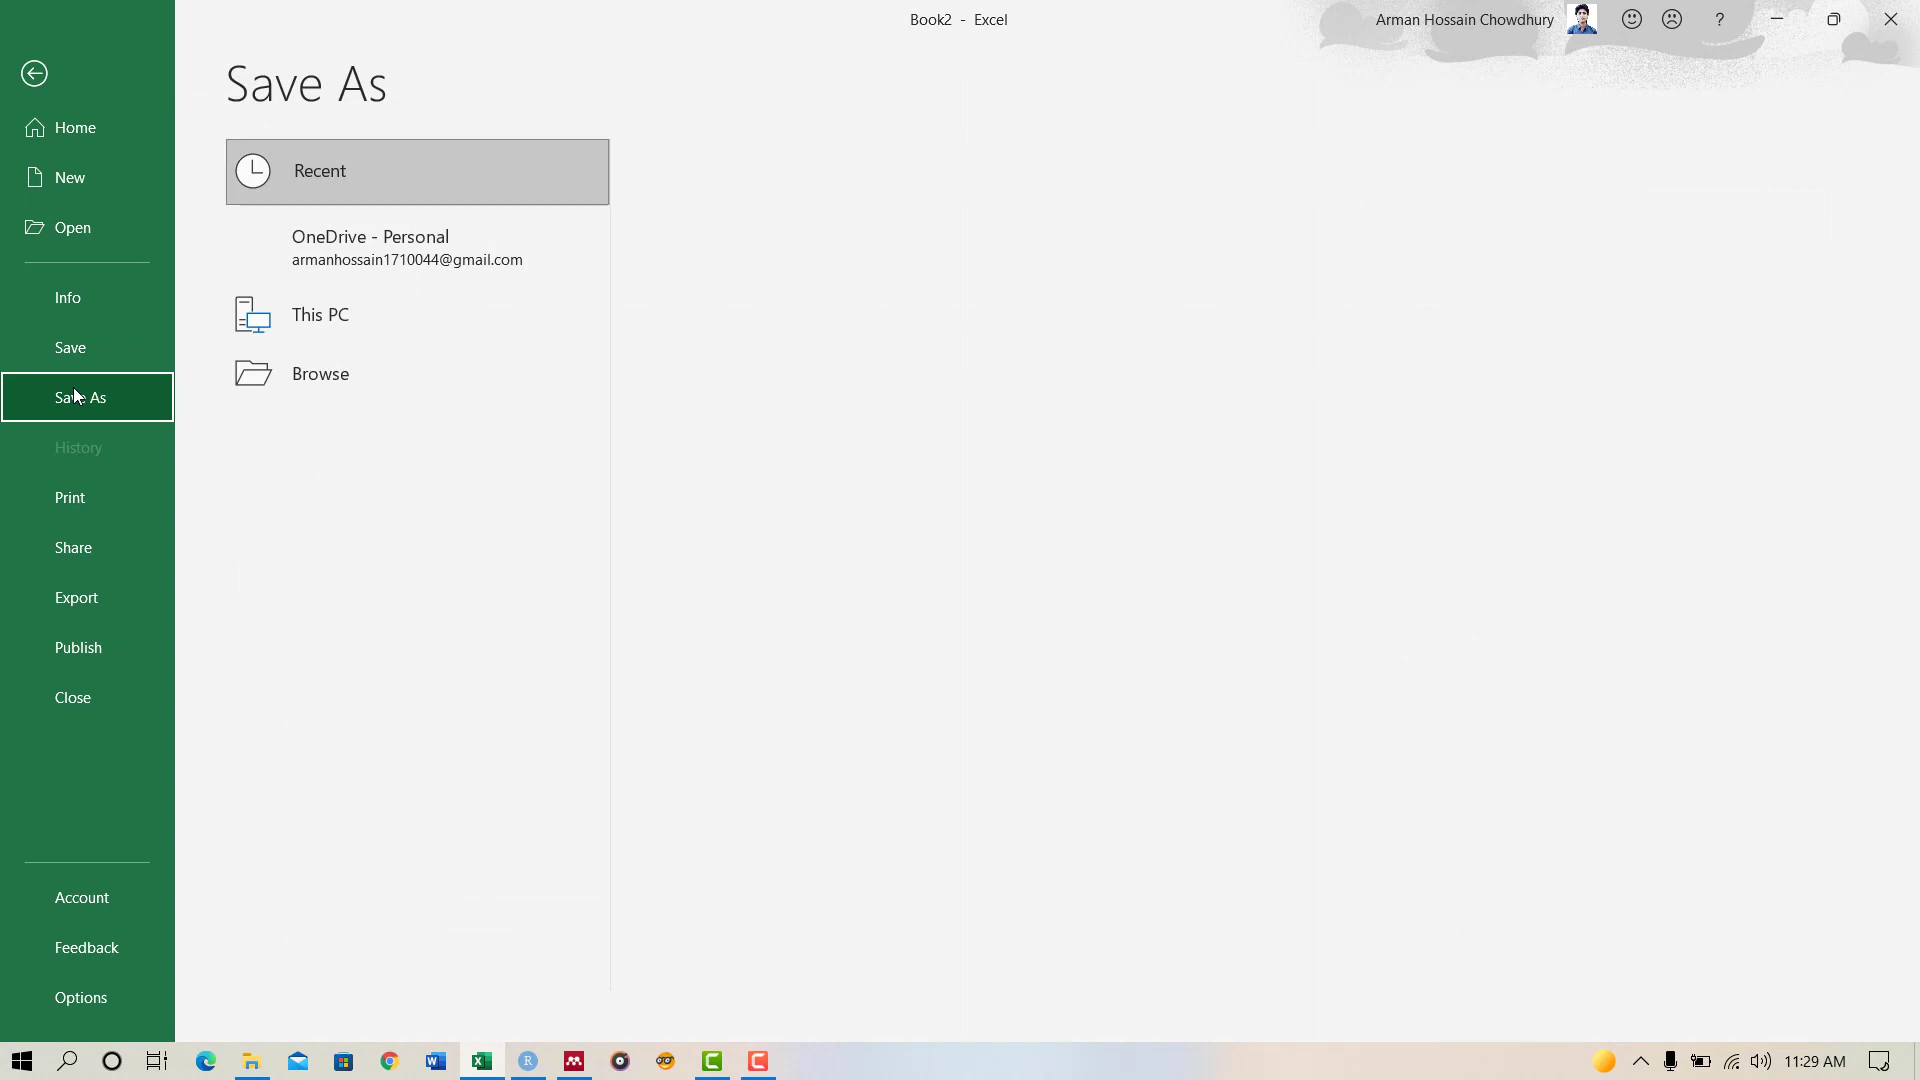 Book2 - Excel
Arman Hossain Chowdhury
?
Save As
Home
New
Open
Info
Save
Save As
History
Print
Share
Export
Publish
Close
Account
Feedback
Options
Recent
OneDrive - Personal
armanhossain1710044@gmail.com
This PC
Browse
11:29 AM